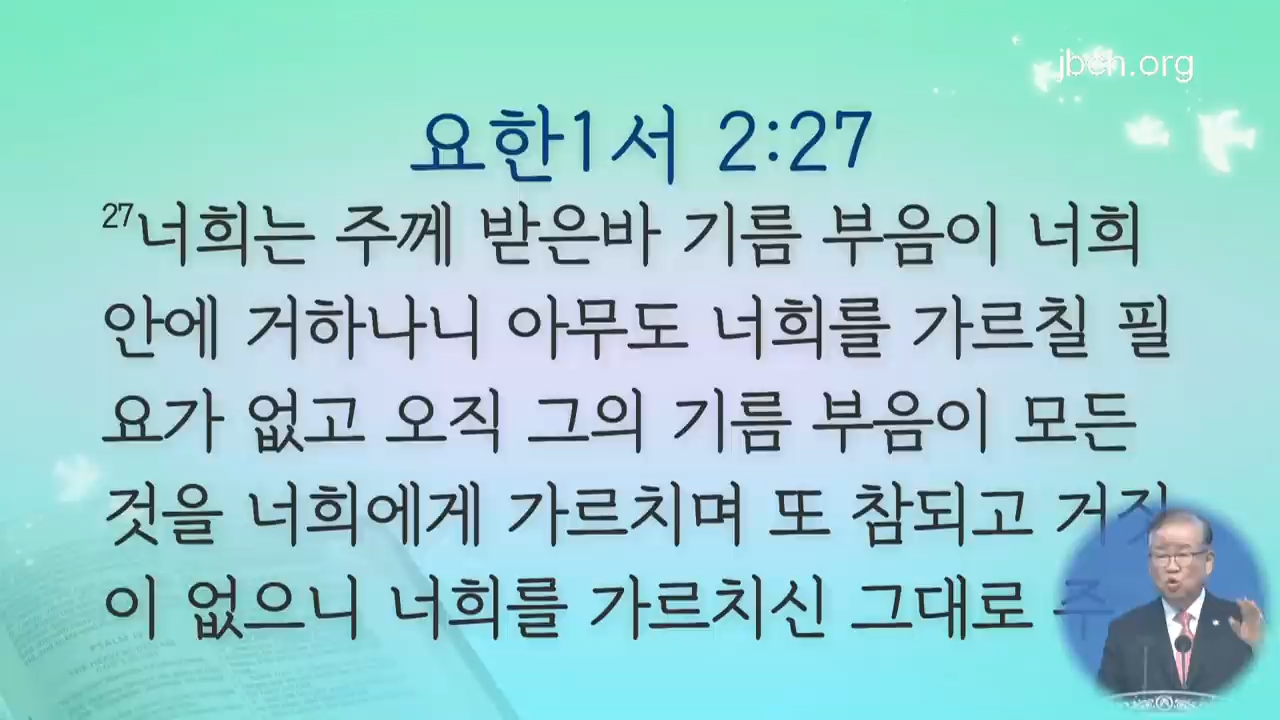 jbch.org
요한1서 2:27
27너희는 주께 받은바 기름 부음이 너희
안에 거하나니 아무도 너희를 가르칠 필
요가 없고 오직 그의 기름 부음이 모든
것을 너희에게 가르치며 또 참되고 거짓
이 없으니 너희를 가르치신 그대로 주